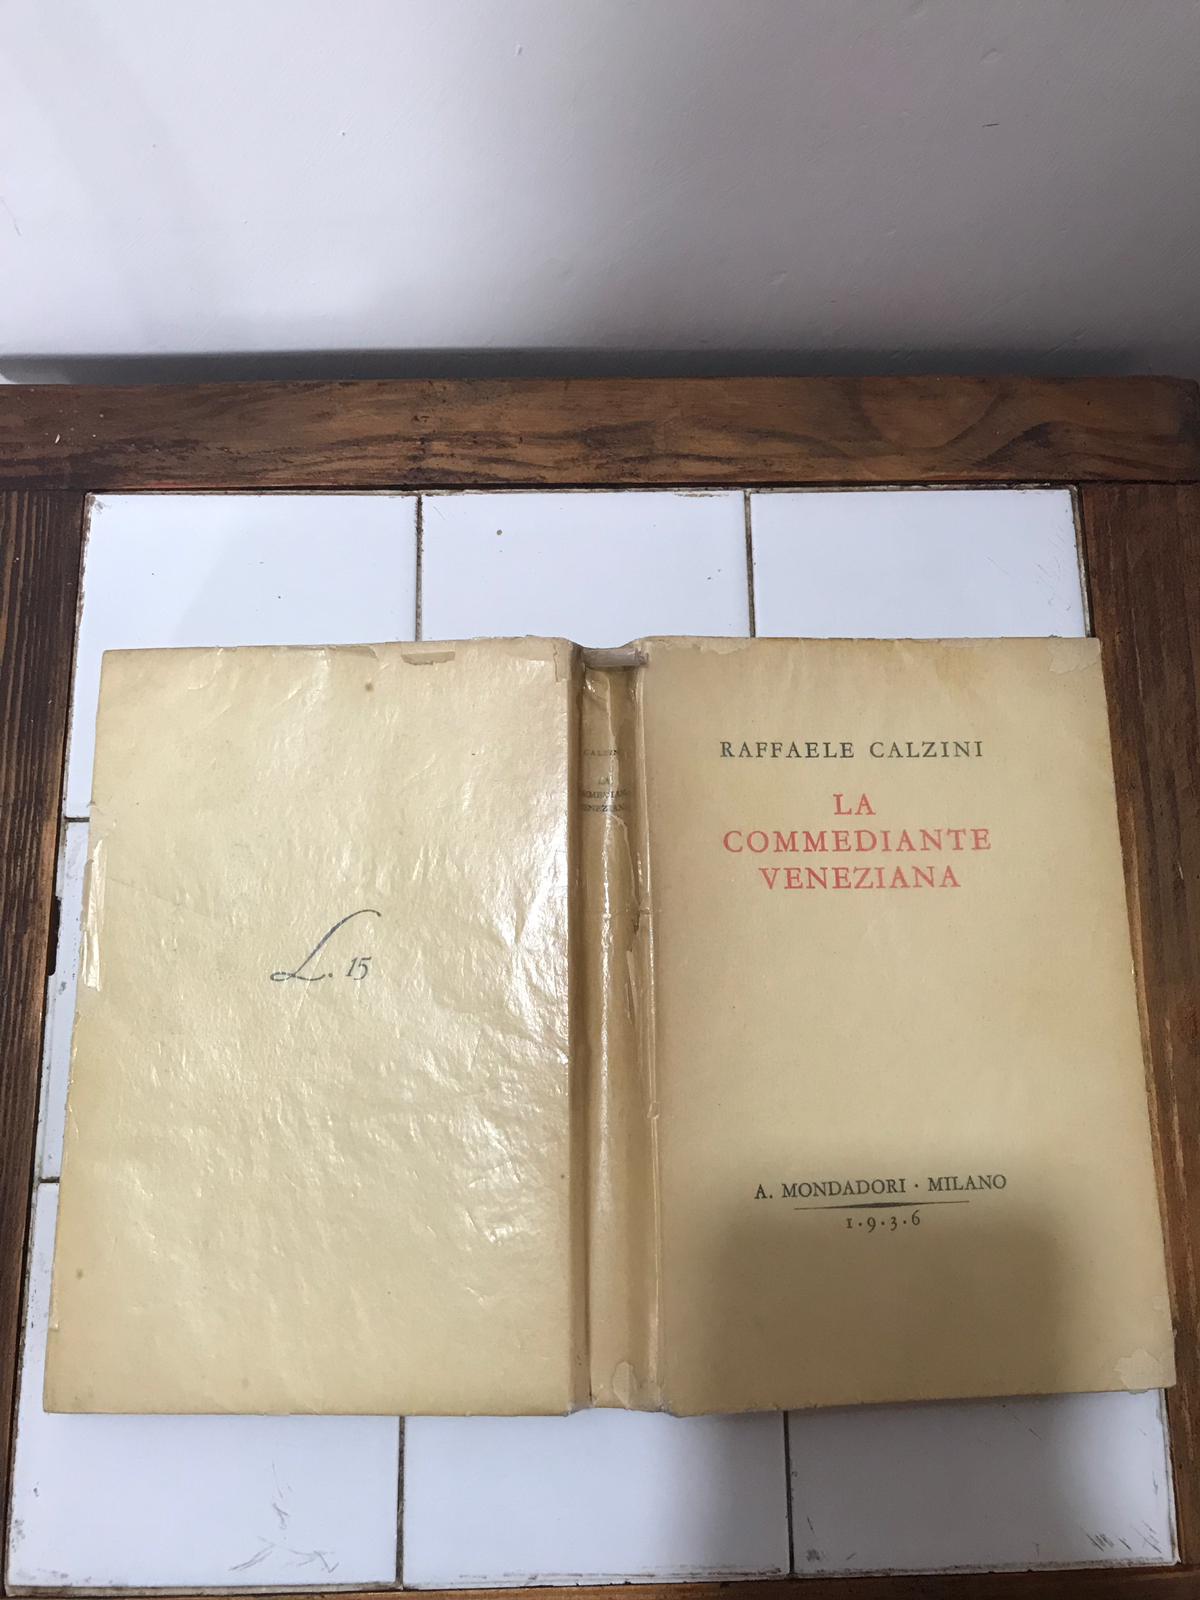 RAFFAELE CALZINI
LA
COMMEDIANTE
VENEZIANA
A. MONDADORI · MILANO
1·9·3·6
CALZINI
LA
COMMEDIANTE
VENEZIANA
L. 15